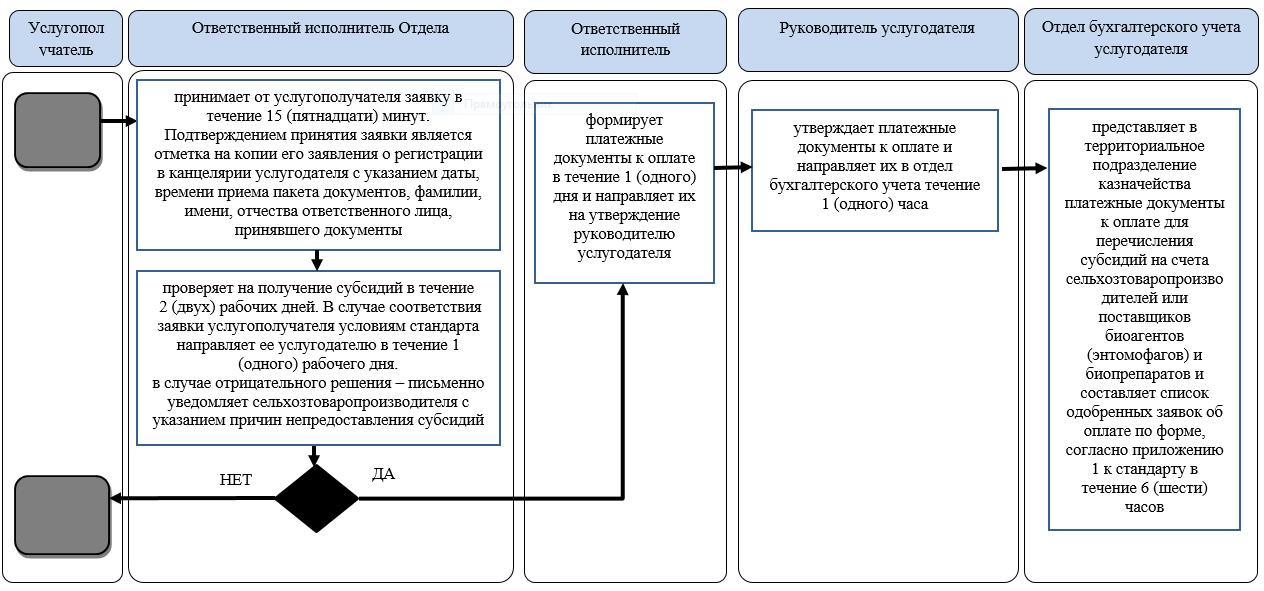 Услугопол
учатель
Ответственный исполнитель Отдела
Ответственный
исполнитель
Руководитель услугодателя
Отдел бухгалтерского учета
услугодателя
принимает от услугополучателя заявку в
течение 15 (пятнадцати) минут.
Подтверждением принятия заявки является
отметка на копии его заявления о регистрации
в канцелярии услугодателя с указанием даты,
времени приема пакета документов, фамилии,
имени, отчества ответственного лица,
принявшего документы
проверяет на получение субсидий в течение
2 (двух) рабочих дней. В случае соответствия
заявки услугополучателя условиям стандарта
направляет ее услугодателю в течение 1
(одного) рабочего дня.
в случае отрицательного решения – письменно
уведомляет сельхозтоваропроизводителя с
указанием причин непредоставления субсидий
НЕТ
ДА
формирует
платежные
документы к оплате
в течение 1 (одного)
дня и направляет их
на утверждение
руководителю
услугодателя
утверждает платежные
документы к оплате и
направляет их в отдел
бухгалтерского учета течение
1 (одного) часа
представляет в
территориальное
подразделение
казначейства
платежные документы
к оплате для
перечисления
субсидий на счета
сельхозтоваропроизво
дителей или
поставщиков
биоагентов
(энтомофагов) и
биопрепаратов и
составляет список
одобренных заявок об
оплате по форме,
согласно приложению
1 к стандарту в
течение 6 (шести)
часов